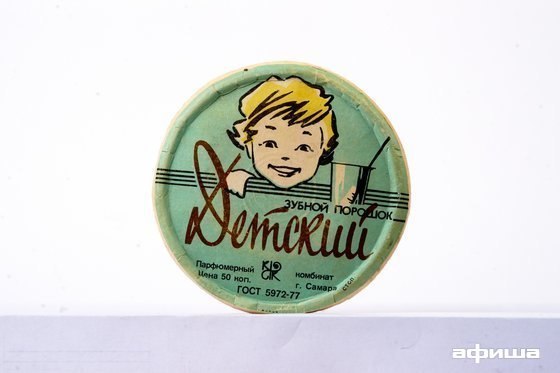 ЗУБНОЙ ПОРОШОК
Детский
Парфюмерный комбинат
Цена 50 коп. г. Самара
ГОСТ 5972-77
афиша